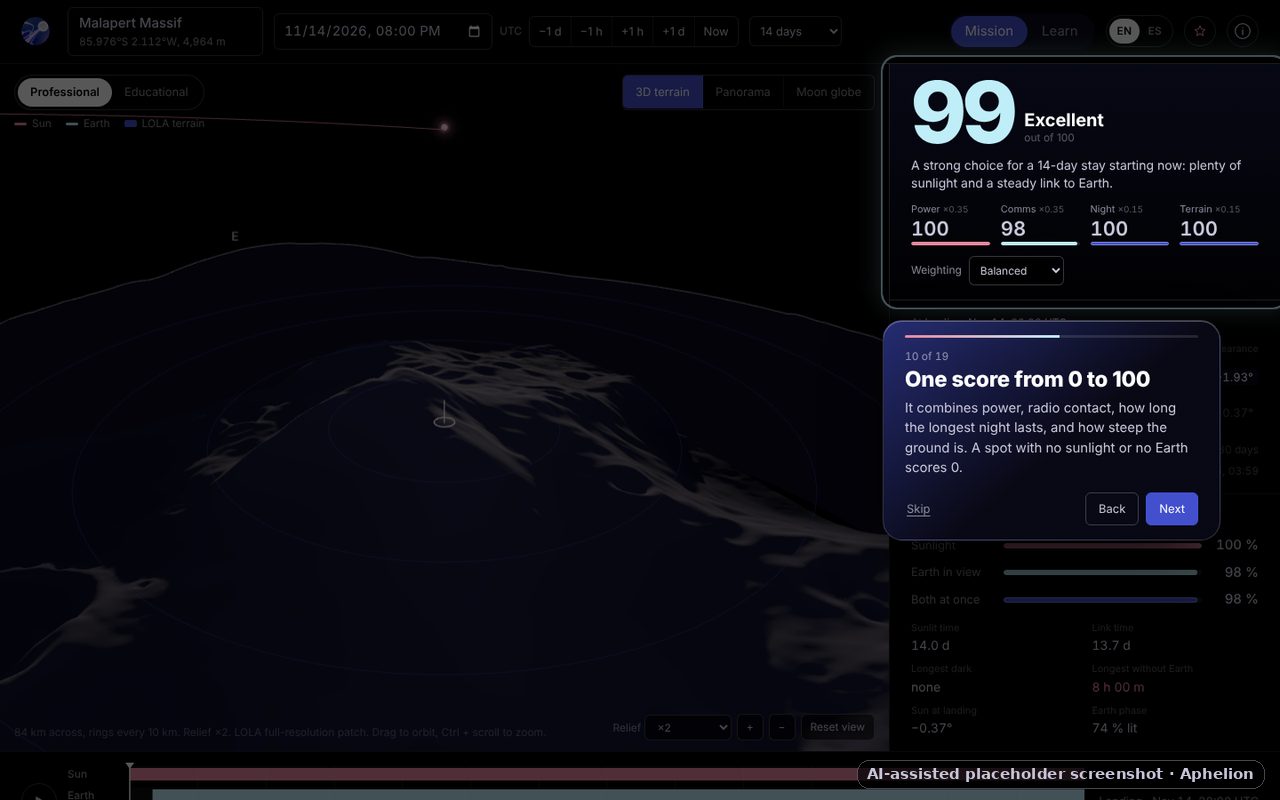 Malapert Massif
85.976°S 2.112°W, 4,964 m
11/14/2026, 08:00 PM
UTC
−1 d
−1 h
+1 h
+1 d
Now
14 days
Mission
Learn
EN
ES
Professional
Educational
3D terrain
Panorama
Moon globe
Sun
Earth
LOLA terrain
E
99
Excellent
out of 100
A strong choice for a 14-day stay starting now: plenty of
sunlight and a steady link to Earth.
Power ×0.35
Comms ×0.35
Night ×0.15
Terrain ×0.15
100
98
100
100
Weighting
Balanced
10 of 19
One score from 0 to 100
It combines power, radio contact, how long
the longest night lasts, and how steep the
ground is. A spot with no sunlight or no Earth
scores 0.
Skip
Back
Next
Sunlight
100 %
Earth in view
98 %
Both at once
98 %
Sunlit time
Link time
14.0 d
13.7 d
Longest dark
Longest without Earth
none
8 h 00 m
Sun at landing
Earth phase
−0.37°
74 % lit
84 km across, rings every 10 km. Relief ×2. LOLA full-resolution patch. Drag to orbit, Ctrl + scroll to zoom.
Relief
×2
+
−
Reset view
Sun
Earth
AI-assisted placeholder screenshot · Aphelion